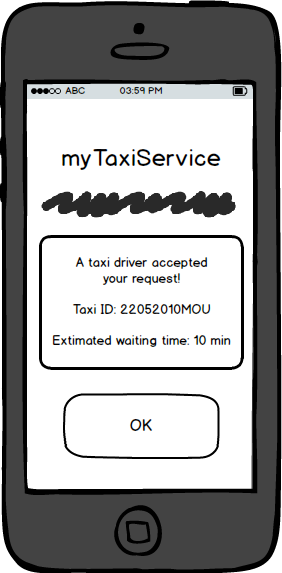 ABC 03:59 PM
myTaxiService
A taxi driver accepted
your request!
Taxi ID: 22052010MOU
Extimated waiting time: 10 min
OK